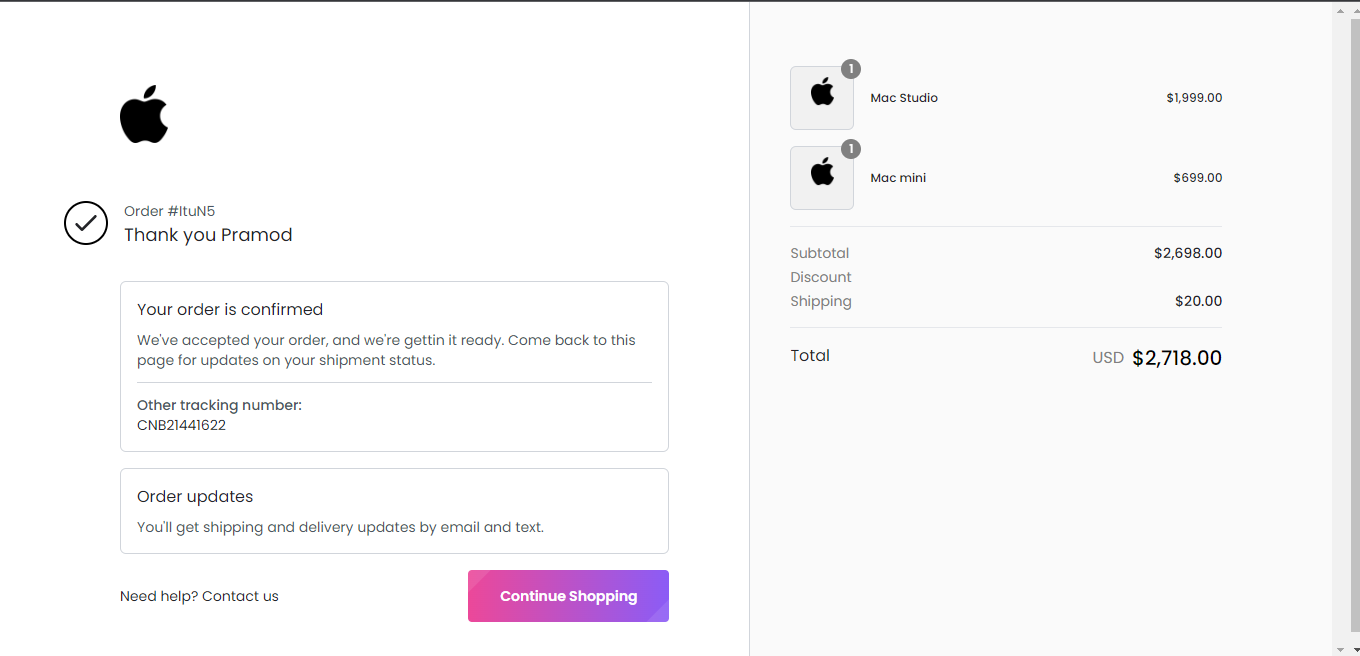 Order #ItuN5
Thank you Pramod
Your order is confirmed
We've accepted your order, and we're gettin it ready. Come back to this
page for updates on your shipment status.
Other tracking number:
CNB21441622
Order updates
You'll get shipping and delivery updates by email and text.
Need help? Contact us
Continue Shopping
1
Mac Studio $1,999.00
1
Mac mini $699.00
Subtotal $2,698.00
Discount
Shipping $20.00
Total USD $2,718.00